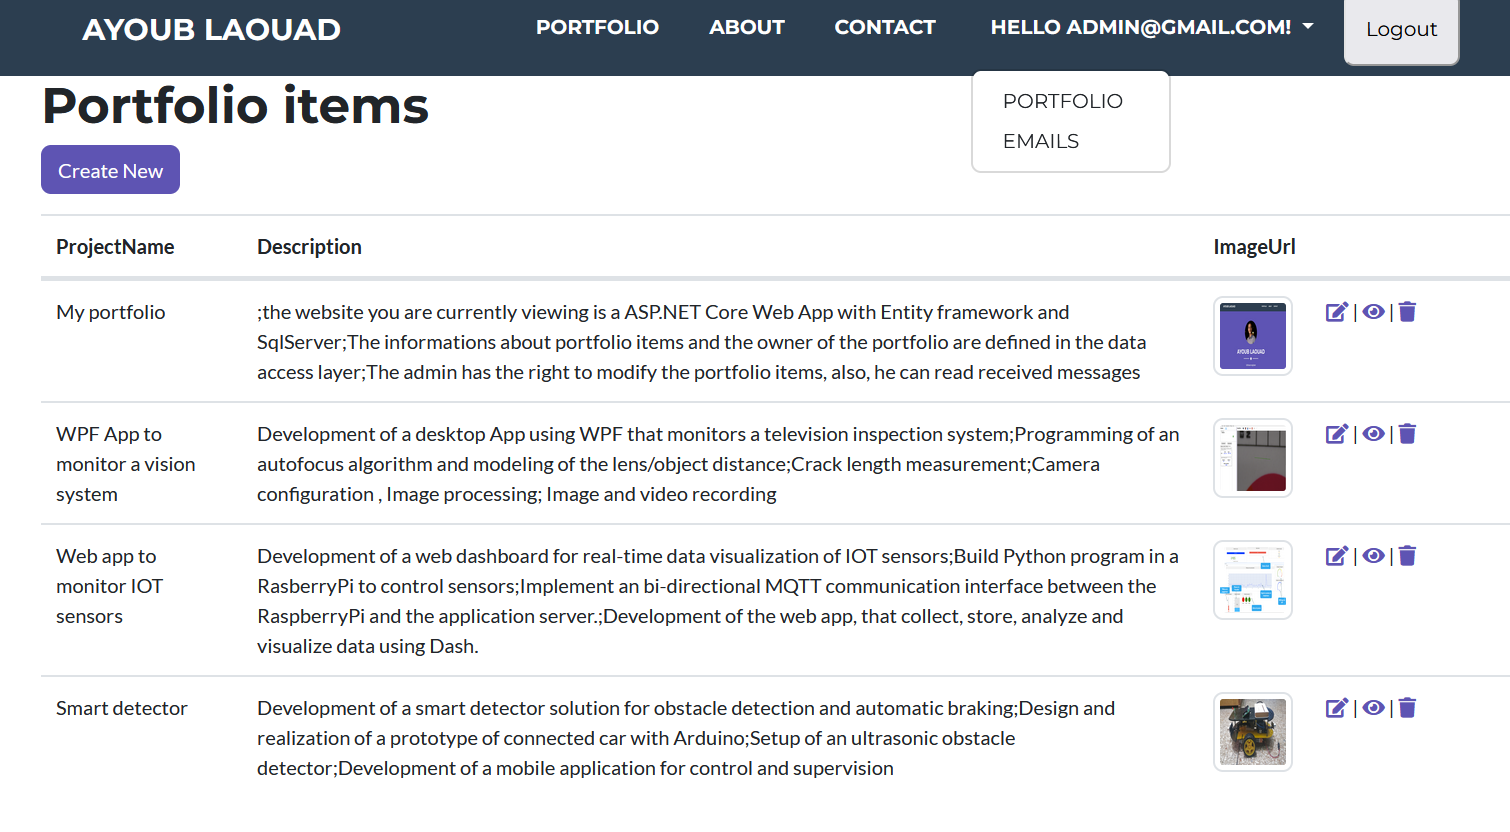 AYOUB LAOUAD
PORTFOLIO
ABOUT
CONTACT
HELLO ADMIN@GMAIL.COM!
Logout
PORTFOLIO
EMAILS
Portfolio items
Create New
ProjectName
Description
ImageUrl
My portfolio
;the website you are currently viewing is a ASP.NET Core Web App with Entity framework and
SqlServer;The informations about portfolio items and the owner of the portfolio are defined in the data
access layer;The admin has the right to modify the portfolio items, also, he can read received messages
AYOUB LAOUAD
| |
WPF App to
monitor a vision
system
Development of a desktop App using WPF that monitors a television inspection system;Programming of an
autofocus algorithm and modeling of the lens/object distance;Crack length measurement;Camera
configuration , Image processing; Image and video recording
| |
Web app to
monitor IOT
sensors
Development of a web dashboard for real-time data visualization of IOT sensors;Build Python program in a
RasberryPi to control sensors;Implement an bi-directional MQTT communication interface between the
RaspberryPi and the application server.;Development of the web app, that collect, store, analyze and
visualize data using Dash.
| |
Smart detector
Development of a smart detector solution for obstacle detection and automatic braking;Design and
realization of a prototype of connected car with Arduino;Setup of an ultrasonic obstacle
detector;Development of a mobile application for control and supervision
| |